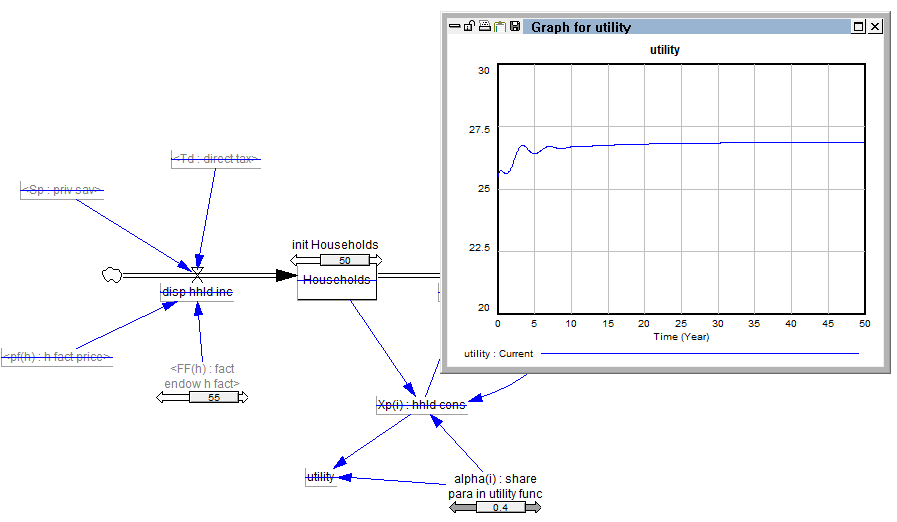 Graph for utility
utility
30
27.5
25
22.5
20
0 5 10 15 20 25 30 35 40 45 50
Time (Year)
utility : Current
<Td : direct tax>
<Sp : priv sav>
init Households
50
Households
disp hhld inc
<pf(h) : h fact price>
<FF(h) : fact
endow h fact>
55
Xp(i) : hhld cons
utility
alpha(i) : share
para in utility func
0.4